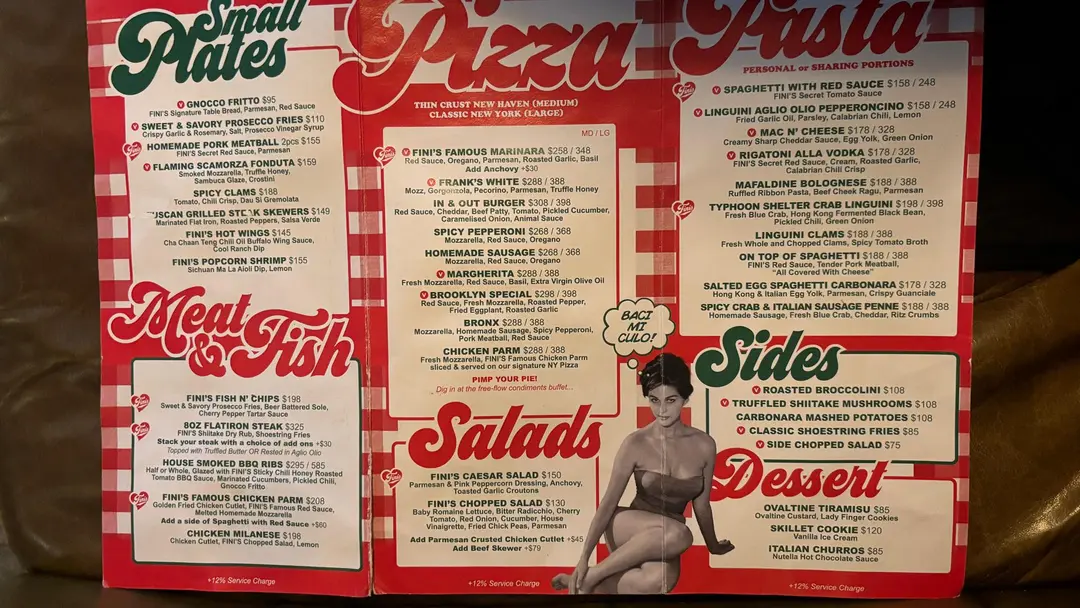 Small
Plates
V GNOCCO FRITTO $95
FINI'S Signature Table Bread, Parmesan, Red Sauce
V SWEET & SAVORY PROSECCO FRIES $110
Crispy Garlic & Rosemary, Salt, Prosecco Vinegar Syrup
Fini's HOMEMADE PORK MEATBALL 2pcs $155
FINI'S Secret Red Sauce, Parmesan
V FLAMING SCAMORZA FONDUTA $159
Smoked Mozzarella, Truffle Honey,
Sambuca Glaze, Crostini
SPICY CLAMS $188
Tomato, Chili Crisp, Dau Si Gremolata
TUSCAN GRILLED STEAK SKEWERS $149
Marinated Flat Iron, Roasted Peppers, Salsa Verde
FINI'S HOT WINGS $145
Cha Chaan Teng Chili Oil Buffalo Wing Sauce,
Cool Ranch Dip
FINI'S POPCORN SHRIMP $155
Sichuan Ma La Aioli Dip, Lemon
Meat
& Fish
Fini's FINI'S FISH N' CHIPS $198
Sweet & Savory Prosecco Fries, Beer Battered Sole,
Cherry Pepper Tartar Sauce
Fini's 8OZ FLATIRON STEAK $325
FINI'S Shiitake Dry Rub, Shoestring Fries
Stack your steak with a choice of add ons +$30
Topped with Truffled Butter OR Rested in Aglio Olio
HOUSE SMOKED BBQ RIBS $295 / 585
Half or Whole, Glazed with FINI'S Sticky Chili Honey Roasted
Tomato BBQ Sauce, Marinated Cucumbers, Pickled Chili,
Gnocco Fritto
Fini's FINI'S FAMOUS CHICKEN PARM $208
Golden Fried Chicken Cutlet, FINI'S Famous Red Sauce,
Melted Homemade Mozzarella
Add a side of Spaghetti with Red Sauce +$60
CHICKEN MILANESE $198
Chicken Cutlet, FINI'S Chopped Salad, Lemon
+12% Service Charge
Pizza
THIN CRUST NEW HAVEN (MEDIUM)
CLASSIC NEW YORK (LARGE)
MD / LG
Fini's V FINI'S FAMOUS MARINARA $258 / 348
Red Sauce, Oregano, Parmesan, Roasted Garlic, Basil
Add Anchovy +$30
V FRANK'S WHITE $288 / 388
Mozz, Gorgonzola, Pecorino, Parmesan, Truffle Honey
IN & OUT BURGER $308 / 398
Red Sauce, Cheddar, Beef Patty, Tomato, Pickled Cucumber,
Caramelised Onion, Animal Sauce
SPICY PEPPERONI $268 / 368
Mozzarella, Red Sauce, Oregano
HOMEMADE SAUSAGE $268 / 368
Mozzarella, Red Sauce, Oregano
V MARGHERITA $288 / 388
Fresh Mozzarella, Red Sauce, Basil, Extra Virgin Olive Oil
V BROOKLYN SPECIAL $298 / 398
Red Sauce, Fresh Mozzarella, Roasted Pepper,
Fried Eggplant, Roasted Garlic
BRONX $288 / 388
Mozzarella, Homemade Sausage, Spicy Pepperoni,
Pork Meatball, Red Sauce
CHICKEN PARM $288 / 388
Fresh Mozzarella, FINI'S Famous Chicken Parm
sliced & served on our signature NY Pizza
PIMP YOUR PIE!
Dig in at the free-flow condiments buffet...
BACI
MI
CULO!
Salads
Fini's FINI'S CAESAR SALAD $150
Parmesan & Pink Peppercorn Dressing, Anchovy,
Toasted Garlic Croutons
FINI'S CHOPPED SALAD $130
Baby Romaine Lettuce, Bitter Radicchio, Cherry
Tomato, Red Onion, Cucumber, House
Vinaigrette, Fried Chick Peas, Parmesan
Add Parmesan Crusted Chicken Cutlet +$45
Add Beef Skewer +$79
+12% Service Charge
Pasta
PERSONAL or SHARING PORTIONS
Fini's V SPAGHETTI WITH RED SAUCE $158 / 248
FINI'S Secret Tomato Sauce
V LINGUINI AGLIO OLIO PEPPERONCINO $158 / 248
Fried Garlic Oil, Parsley, Calabrian Chili, Lemon
V MAC N' CHEESE $178 / 328
Creamy Sharp Cheddar Sauce, Egg Yolk, Green Onion
V RIGATONI ALLA VODKA $178 / 328
FINI'S Secret Red Sauce, Cream, Roasted Garlic,
Calabrian Chili Crisp
MAFALDINE BOLOGNESE $188 / 388
Ruffled Ribbon Pasta, Beef Cheek Ragu, Parmesan
Fini's TYPHOON SHELTER CRAB LINGUINI $198 / 398
Fresh Blue Crab, Hong Kong Fermented Black Bean,
Pickled Chili, Green Onion
LINGUINI CLAMS $188 / 388
Fresh Whole and Chopped Clams, Spicy Tomato Broth
ON TOP OF SPAGHETTI $188 / 388
FINI'S Red Sauce, Tender Pork Meatball,
"All Covered With Cheese"
SALTED EGG SPAGHETTI CARBONARA $178 / 328
Hong Kong & Italian Egg Yolk, Parmesan, Crispy Guanciale
SPICY CRAB & ITALIAN SAUSAGE PENNE $188 / 388
Homemade Sausage, Fresh Blue Crab, Cheddar, Ritz Crumbs
Sides
V ROASTED BROCCOLINI $108
V TRUFFLED SHIITAKE MUSHROOMS $108
CARBONARA MASHED POTATOES $108
V CLASSIC SHOESTRING FRIES $85
V SIDE CHOPPED SALAD $75
Dessert
OVALTINE TIRAMISU $85
Ovaltine Custard, Lady Finger Cookies
SKILLET COOKIE $120
Vanilla Ice Cream
ITALIAN CHURROS $85
Nutella Hot Chocolate Sauce
+12% Service Charge